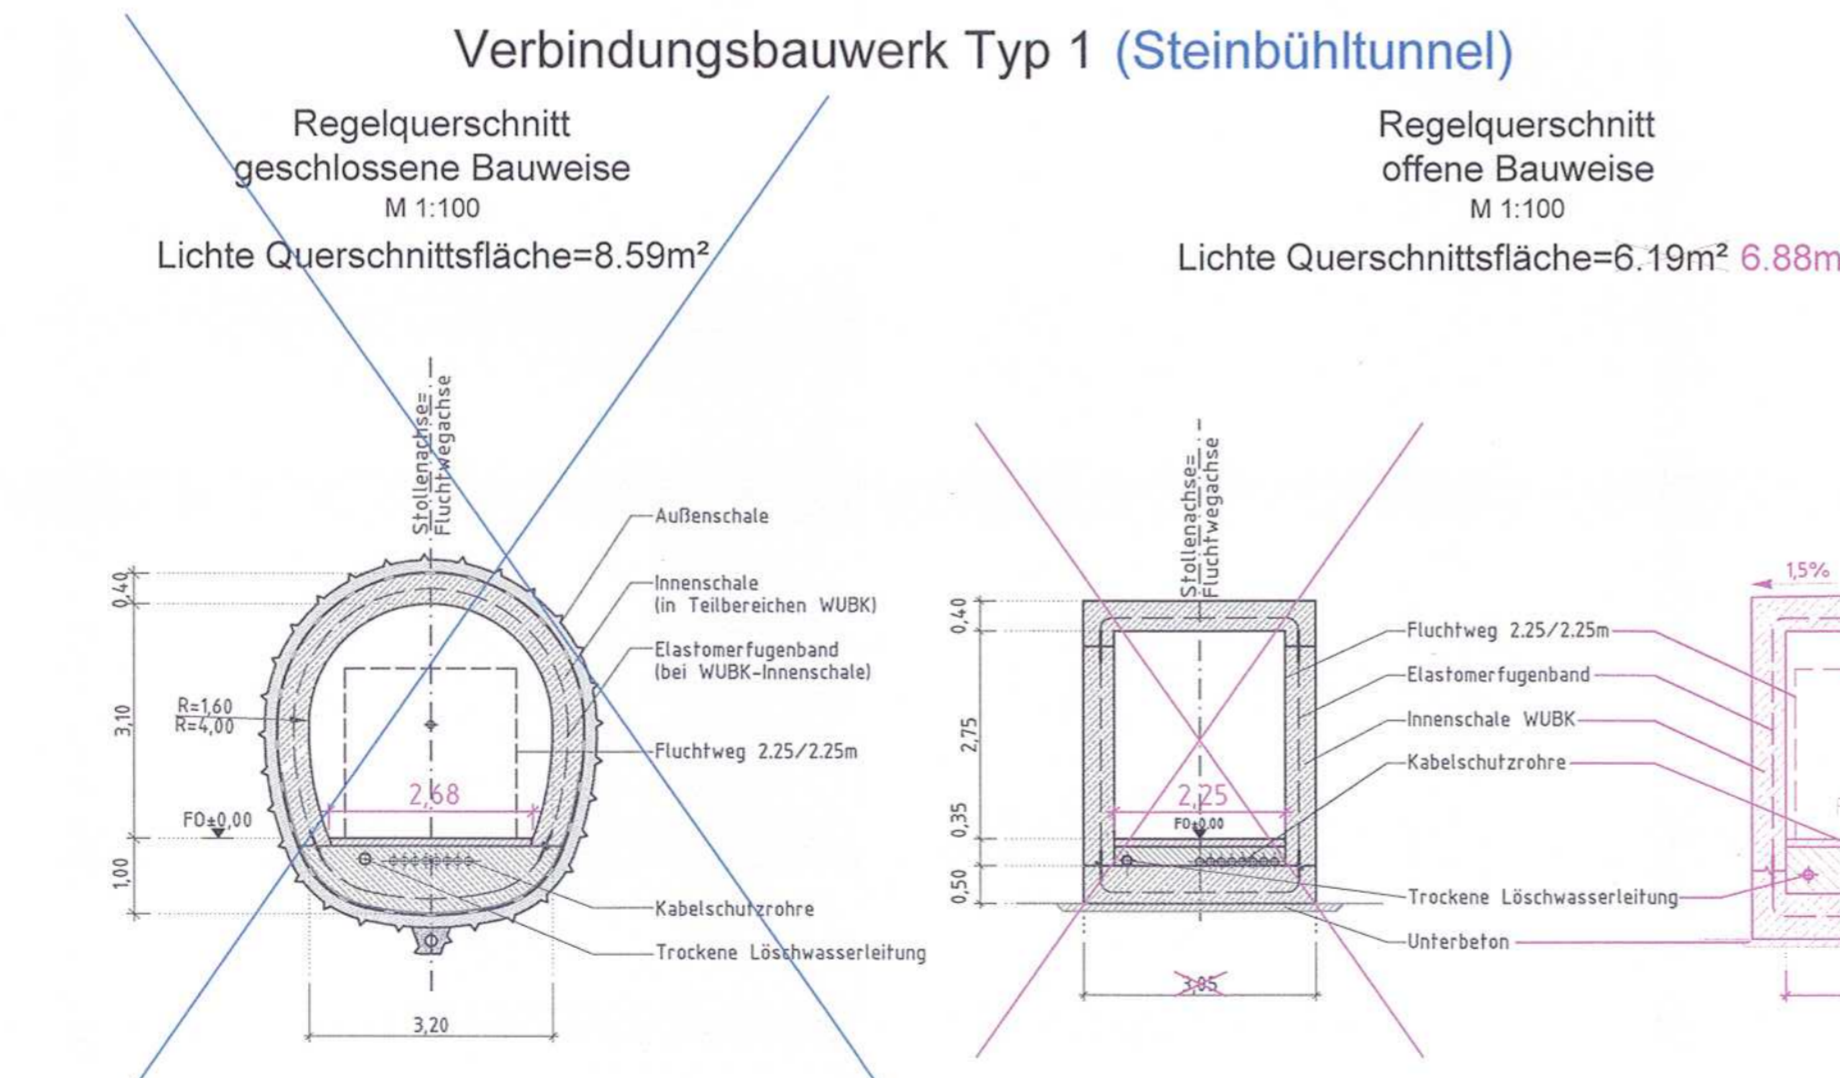 Verbindungsbauwerk Typ 1 (Steinbühltunnel)
Regelquerschnitt
geschlossene Bauweise
M 1:100
Lichte Querschnittsfläche=8.59m²
Stollenachse=
Fluchtwegachse
Außenschale
Innenschale
(in Teilbereichen WUBK)
Elastomerfugenband
(bei WUBK-Innenschale)
Fluchtweg 2.25/2.25m
Kabelschutzrohre
Trockene Löschwasserleitung
0,40
3,10
1,00
R=1,60
R=4,00
FO±0,00
2,68
3,20
Regelquerschnitt
offene Bauweise
M 1:100
Lichte Querschnittsfläche=6.19m² 6.88m
Stollenachse=
Fluchtwegachse
0,40
2,75
0,35
0,50
2,25
FO±0,00
3,05
Fluchtweg 2.25/2.25m
Elastomerfugenband
Innenschale WUBK
Kabelschutzrohre
Trockene Löschwasserleitung
Unterbeton
1,5%